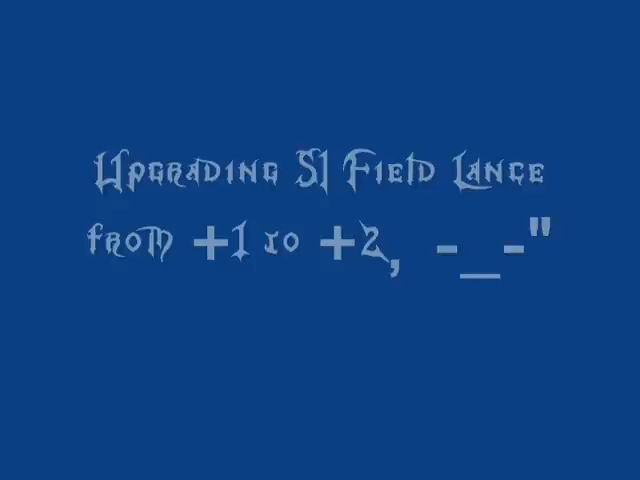 Upgrading S1 Field Lance
from +1 to +2, -_-"